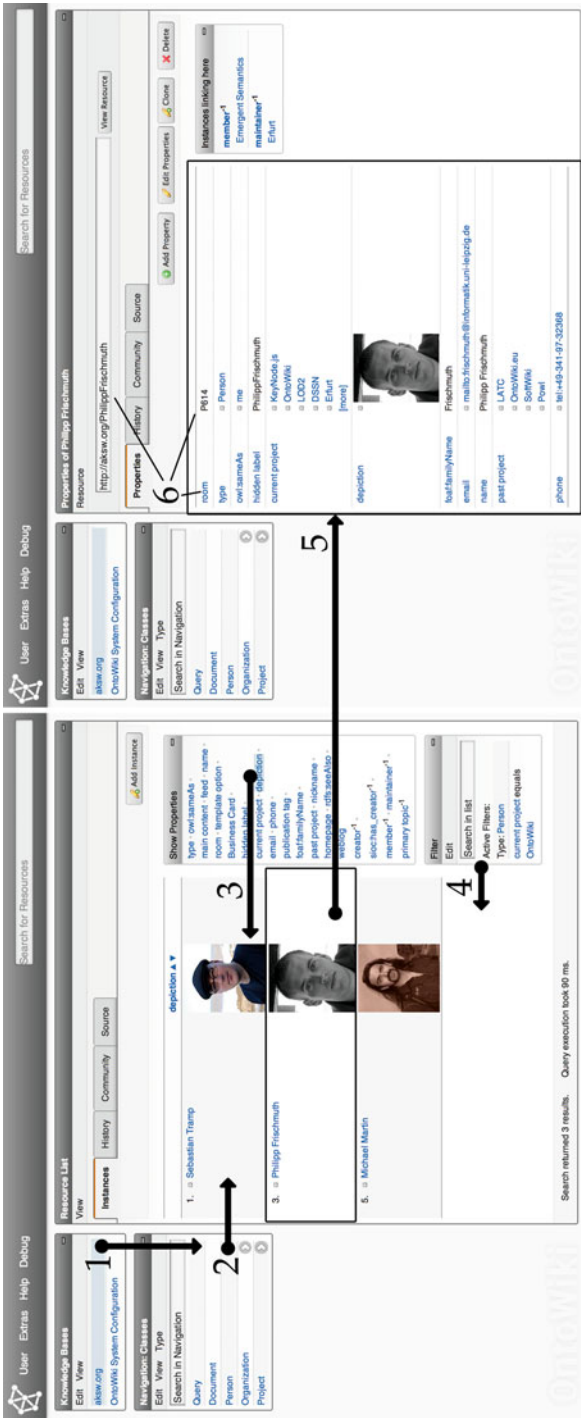 User Extras Help Debug
Search for Resources
Knowledge Bases
Edit View
aksw.org
OntoWiki System Configuration
1
Navigation: Classes
Edit View Type
Search in Navigation
Query
Document
Person
Organization
Project
2
Resource List
View
Instances History Community Source
Add Instance
depiction ▲ ▼
1. Sebastian Tramp
3. Philipp Frischmuth
5. Michael Martin
Search returned 3 results. Query execution took 90 ms.
3
Show Properties
type · owl:sameAs ·
main content · feed · name ·
room · template option ·
Business Card ·
hidden label ·
current project · depiction ·
email · phone ·
publication tag ·
foaf:familyName ·
past project · nickname ·
homepage · rdfs:seeAlso ·
weblog
creator-1 ·
sioc:has_creator-1 ·
member-1 · maintainer-1 ·
primary topic-1
4
Filter
Edit
Search in list
Active Filters:
Type: Person
current project equals
OntoWiki
OntoWiki
5
User Extras Help Debug
Search for Resources
Knowledge Bases
Edit View
aksw.org
OntoWiki System Configuration
Navigation: Classes
Edit View Type
Search in Navigation
Query
Document
Person
Organization
Project
Properties of Philipp Frischmuth
Resource
http://aksw.org/PhilippFrischmuth View Resource
Properties History Community Source
6
Add Property Edit Properties Clone Delete
room P614
type Person
owl:sameAs me
hidden label PhilippFrischmuth
current project KeyNode.js
OntoWiki
LOD2
DSSN
Erfurt
[more]
depiction
foaf:familyName Frischmuth
email mailto:frischmuth@informatik.uni-leipzig.de
name Philipp Frischmuth
past project LATC
OntoWiki.eu
SoftWiki
Powl
phone tel:+49-341-97-32368
Instances linking here
member-1
Emergent Semantics
maintainer-1
Erfurt
OntoWiki